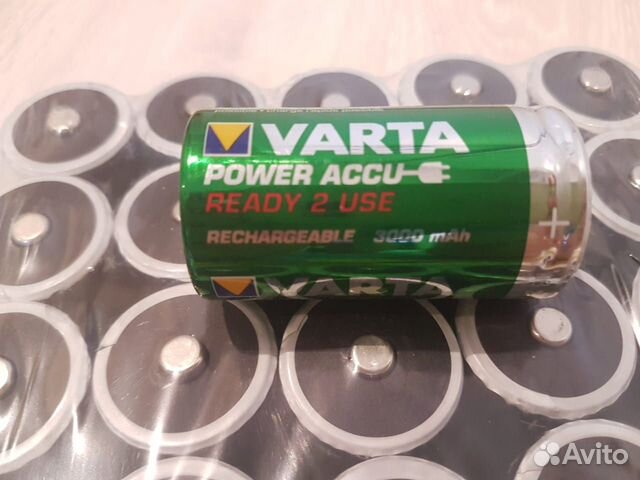 VARTA
POWER ACCU
READY 2 USE
RECHARGEABLE 3000 mAh
+
VARTA
Avito